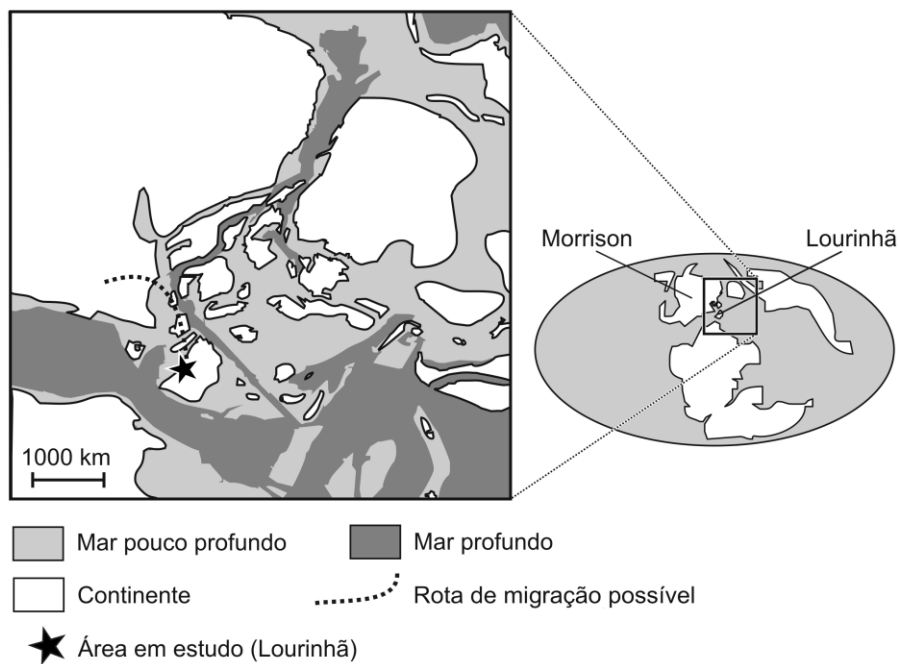 Morrison
Lourinhã
1000 km
Mar pouco profundo
Mar profundo
Continente
Rota de migração possível
Área em estudo (Lourinhã)